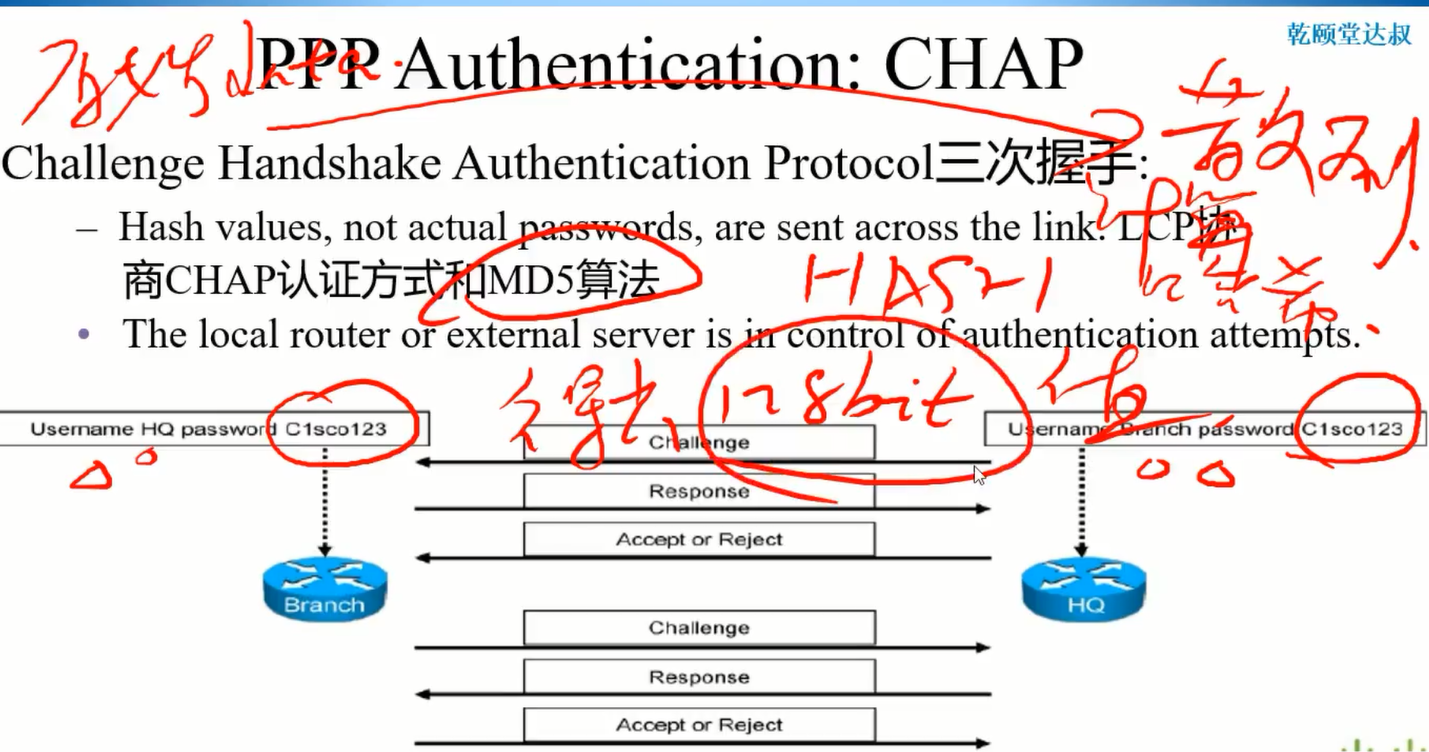 乾颐堂达叔
PPP Authentication: CHAP
data
散列
Challenge Handshake Authentication Protocol三次握手:
计算
– Hash values, not actual passwords, are sent across the link. LCP协
商CHAP认证方式和MD5算法
HASH
• The local router or external server is in control of authentication attempts.
得出 128bit 值
Username HQ password C1sco123
Username Branch password C1sco123
Challenge
Response
Accept or Reject
Branch
HQ
Challenge
Response
Accept or Reject